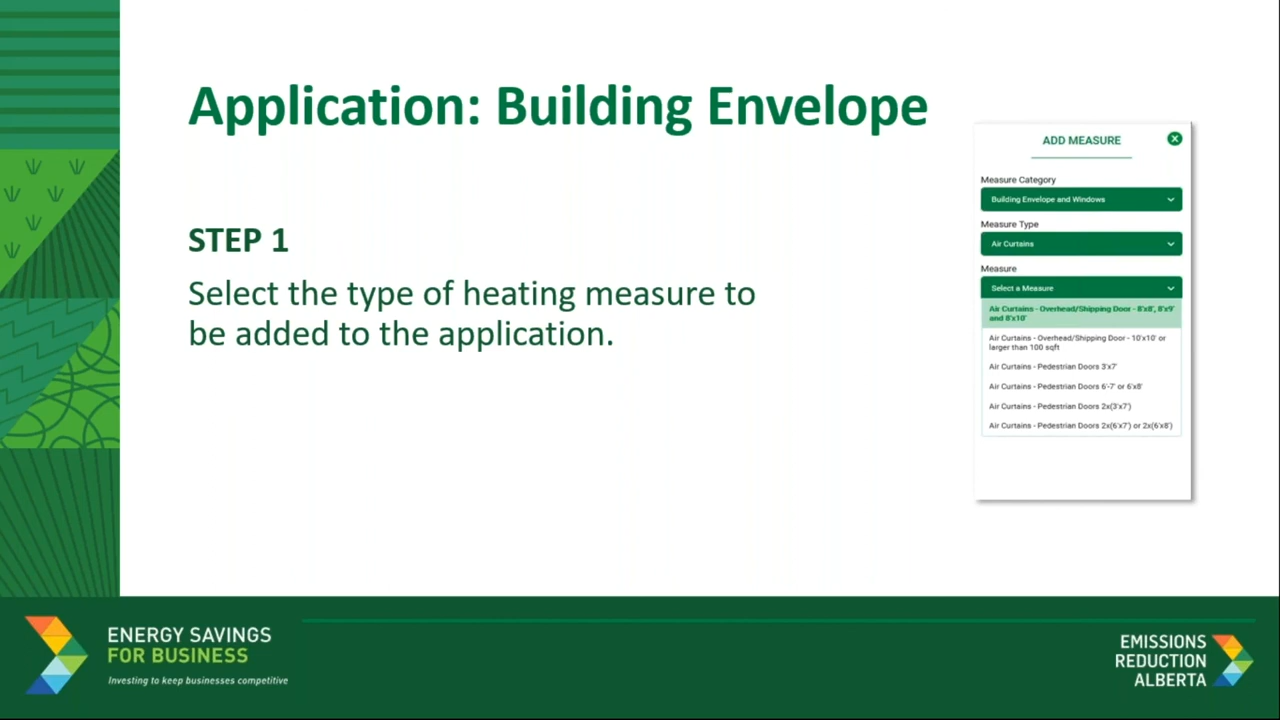 Application: Building Envelope
STEP 1
Select the type of heating measure to
be added to the application.
ADD MEASURE
Measure Category
Building Envelope and Windows
Measure Type
Air Curtains
Measure
Select a Measure
Air Curtains - Overhead/Shipping Door - 8'x8', 8'x9'
and 8'x10'
Air Curtains - Overhead/Shipping Door - 10'x10' or
larger than 100 sqft
Air Curtains - Pedestrian Doors 3'x7'
Air Curtains - Pedestrian Doors 6'-7' or 6'x8'
Air Curtains - Pedestrian Doors 2x(3'x7')
Air Curtains - Pedestrian Doors 2x(6'x7') or 2x(6'x8')
ENERGY SAVINGS
FOR BUSINESS
Investing to keep businesses competitive
EMISSIONS
REDUCTION
ALBERTA